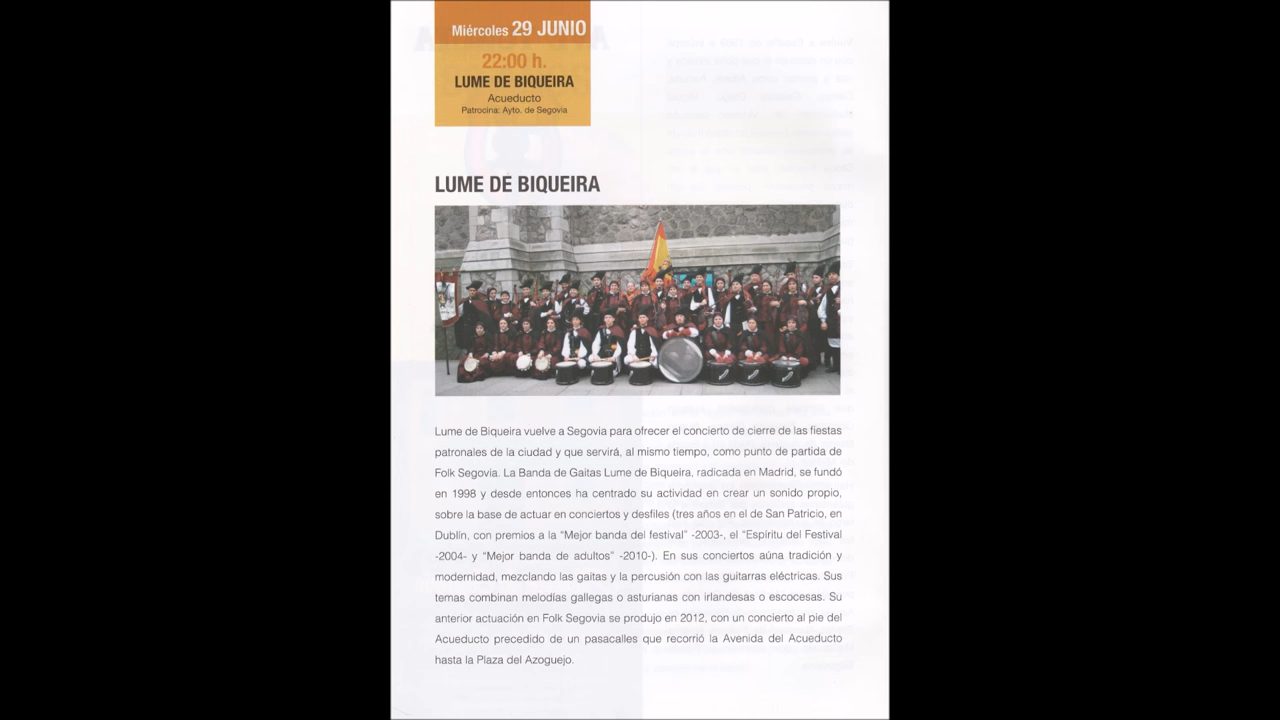 Miércoles 29 JUNIO
22:00 h.
LUME DE BIQUEIRA
Acueducto
Patrocina: Ayto. de Segovia
LUME DE BIQUEIRA
Lume de Biqueira vuelve a Segovia para ofrecer el concierto de cierre de las fiestas
patronales de la ciudad y que servirá, al mismo tiempo, como punto de partida de
Folk Segovia. La Banda de Gaitas Lume de Biqueira, radicada en Madrid, se fundó
en 1998 y desde entonces ha centrado su actividad en crear un sonido propio,
sobre la base de actuar en conciertos y desfiles (tres años en el de San Patricio, en
Dublín, con premios a la “Mejor banda del festival” -2003-, el “Espíritu del Festival
-2004- y “Mejor banda de adultos” -2010-). En sus conciertos aúna tradición y
modernidad, mezclando las gaitas y la percusión con las guitarras eléctricas. Sus
temas combinan melodías gallegas o asturianas con irlandesas o escocesas. Su
anterior actuación en Folk Segovia se produjo en 2012, con un concierto al pie del
Acueducto precedido de un pasacalles que recorrió la Avenida del Acueducto
hasta la Plaza del Azoguejo.